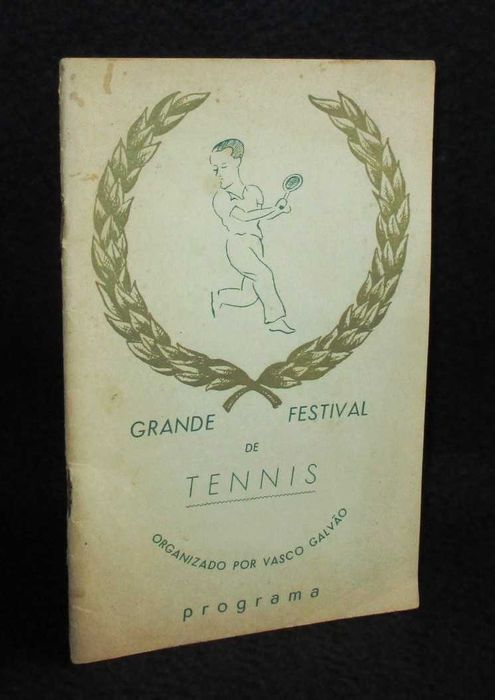 GRANDE FESTIVAL
DE
TENNIS
ORGANIZADO POR VASCO GALVÃO
programa